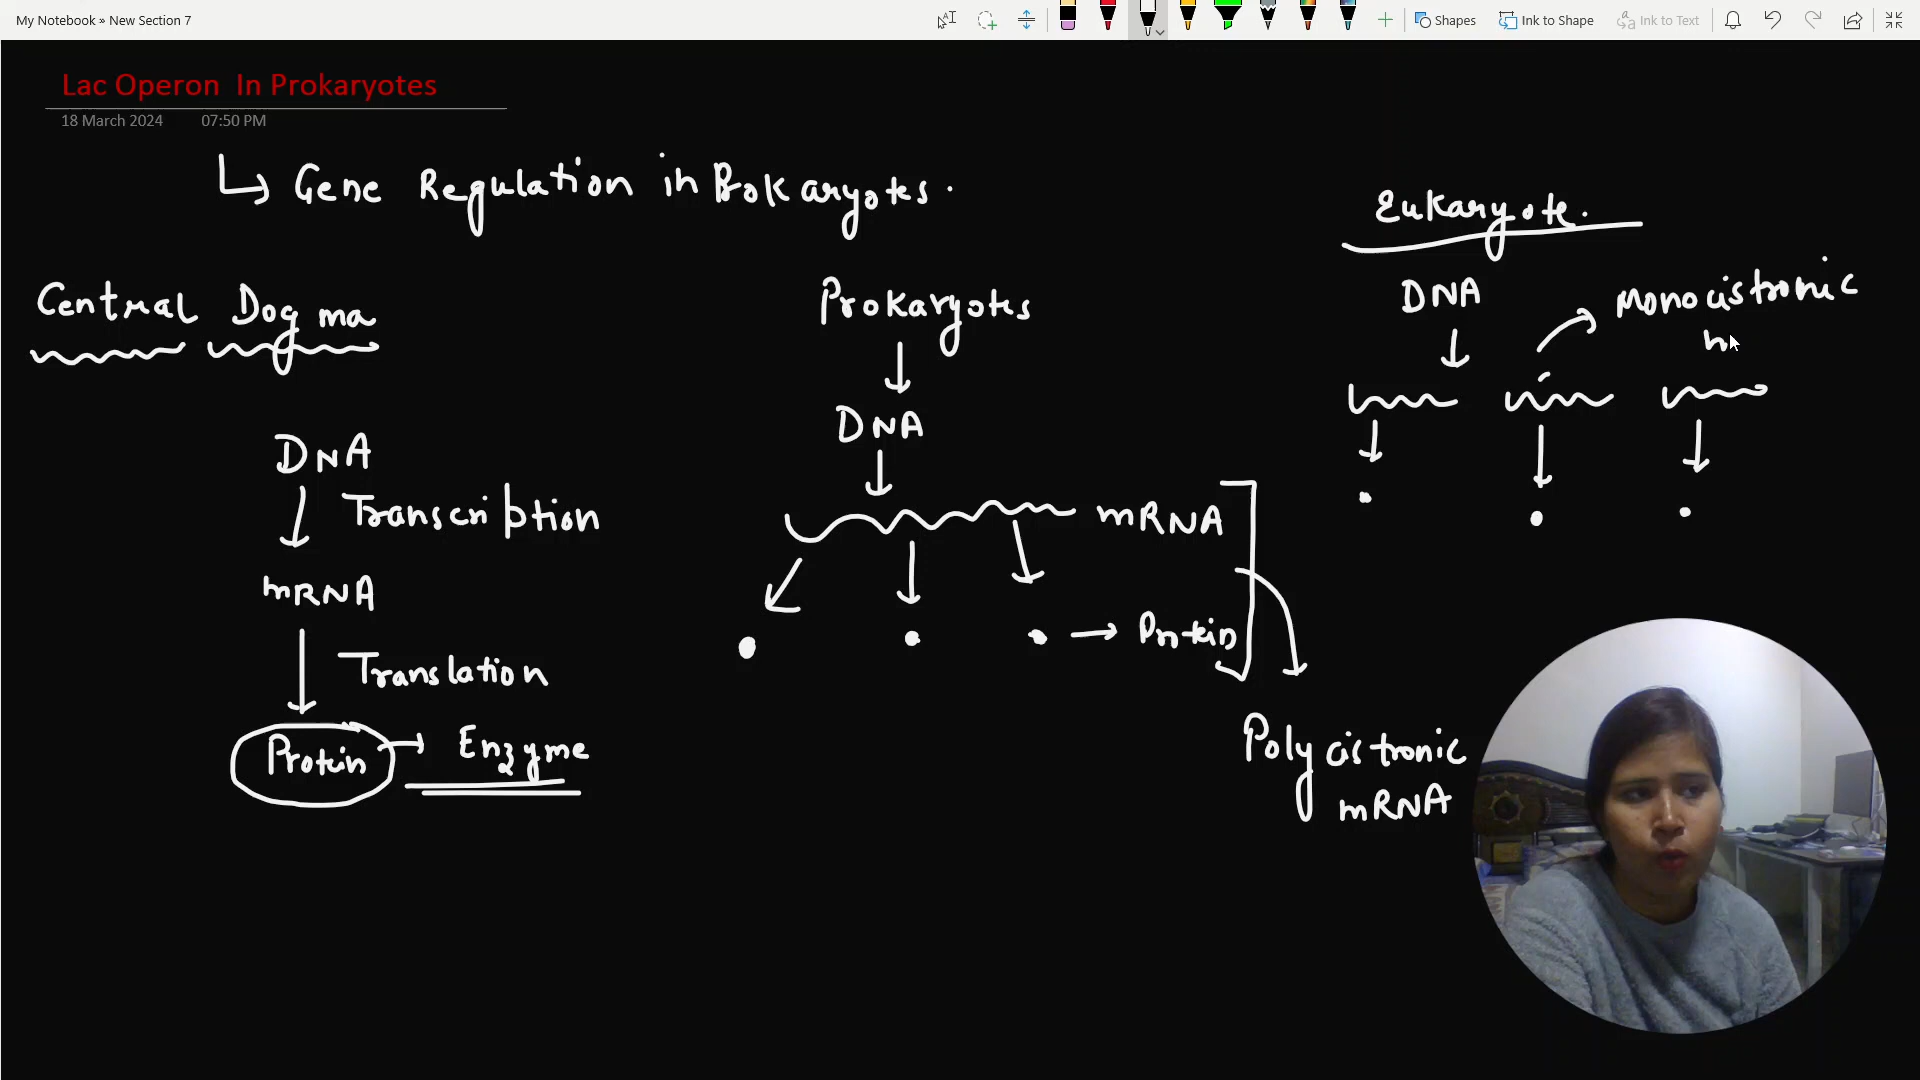 My Notebook » New Section 7
Shapes
Ink to Shape
Ink to Text
Lac Operon In Prokaryotes
18 March 2024 07:50 PM
Gene Regulation in Prokaryotes.
Central Dogma
DNA
Transcription
mRNA
Translation
Protein → Enzyme
Prokaryotes
DNA
mRNA
→ Protein
Polycistronic
mRNA
Eukaryote.
DNA
Monocistronic